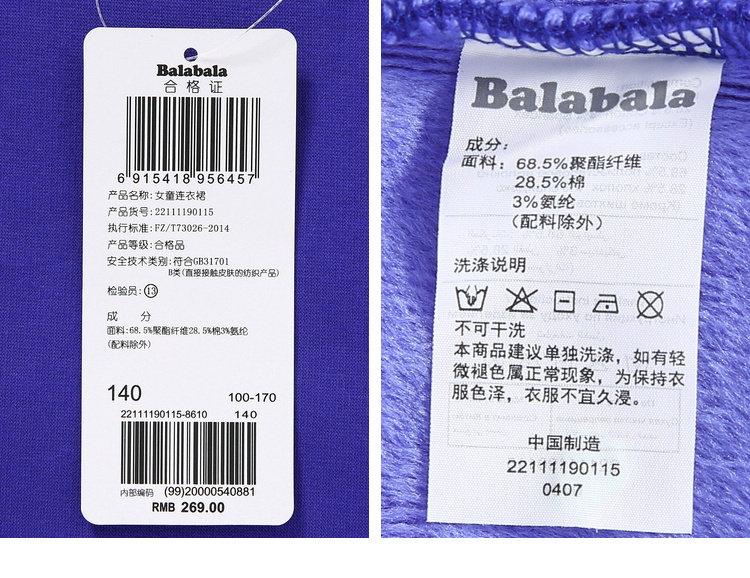 Balabala
合格证
6 915418 956457
产品名称:女童连衣裙
产品货号:22111190115
执行标准:FZ/T73026-2014
产品等级:合格品
安全技术类别:符合GB31701
B类(直接接触皮肤的纺织产品)
检验员:⑬
成 分
面料:68.5%聚酯纤维28.5%棉3%氨纶
(配料除外)
140
100-170
22111190115-8610 140
内部编码 (99)20000540881
RMB 269.00
Balabala
成分:
面料: 68.5%聚酯纤维
28.5%棉
3%氨纶
(配料除外)
洗涤说明
不可干洗
本商品建议单独洗涤，如有轻
微褪色属正常现象，为保持衣
服色泽，衣服不宜久浸。
中国制造
22111190115
0407